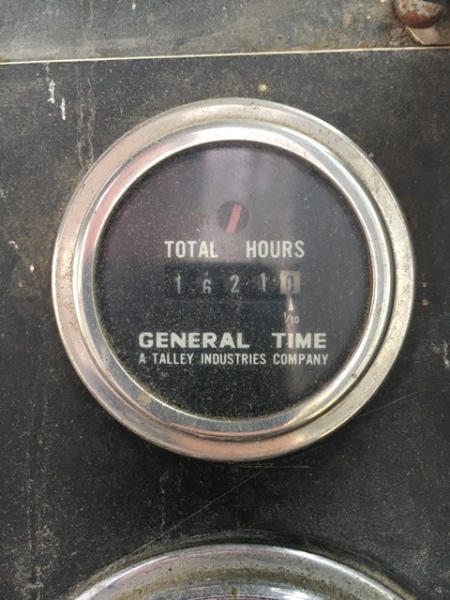 TOTAL HOURS
16210
1/10
GENERAL TIME
A TALLEY INDUSTRIES COMPANY